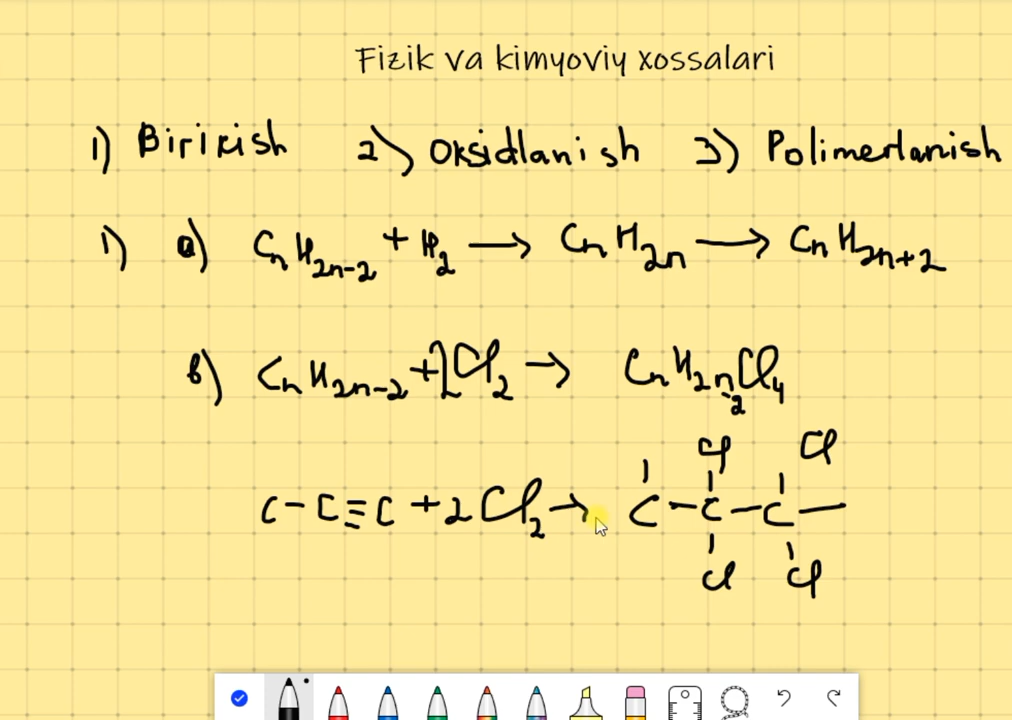 Fizik va kimyoviy xossalari
1) Birikish 2) Oksidlanish 3) Polimerlanish
1) a) CnH2n-2 + H2 → CnH2n → CnH2n+2
b) CnH2n-2 + 2Cl2 → CnH2n-2Cl4
Cl Cl
C-C≡C + 2Cl2 → C-C-C-
Cl Cl